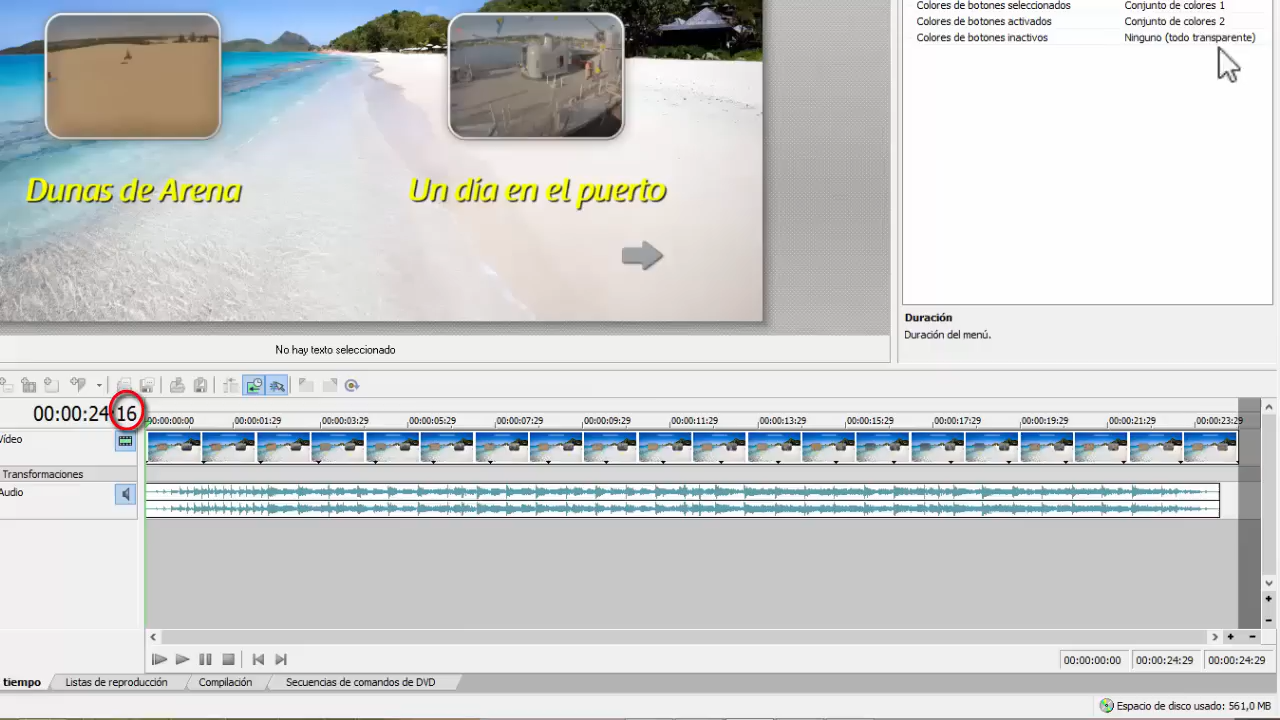 Colores de botones seleccionados Conjunto de colores 1
Colores de botones activados Conjunto de colores 2
Colores de botones inactivos Ninguno (todo transparente)
Dunas de Arena
Un día en el puerto
Duración
Duración del menú.
No hay texto seleccionado
00:00:24:16
00:00:00:00 00:00:01:29 00:00:03:29 00:00:05:29 00:00:07:29 00:00:09:29 00:00:11:29 00:00:13:29 00:00:15:29 00:00:17:29 00:00:19:29 00:00:21:29 00:00:23:29
Vídeo
Transformaciones
Audio
00:00:00:00 00:00:24:29 00:00:24:29
tiempo Listas de reproducción Compilación Secuencias de comandos de DVD
Espacio de disco usado: 561,0 MB